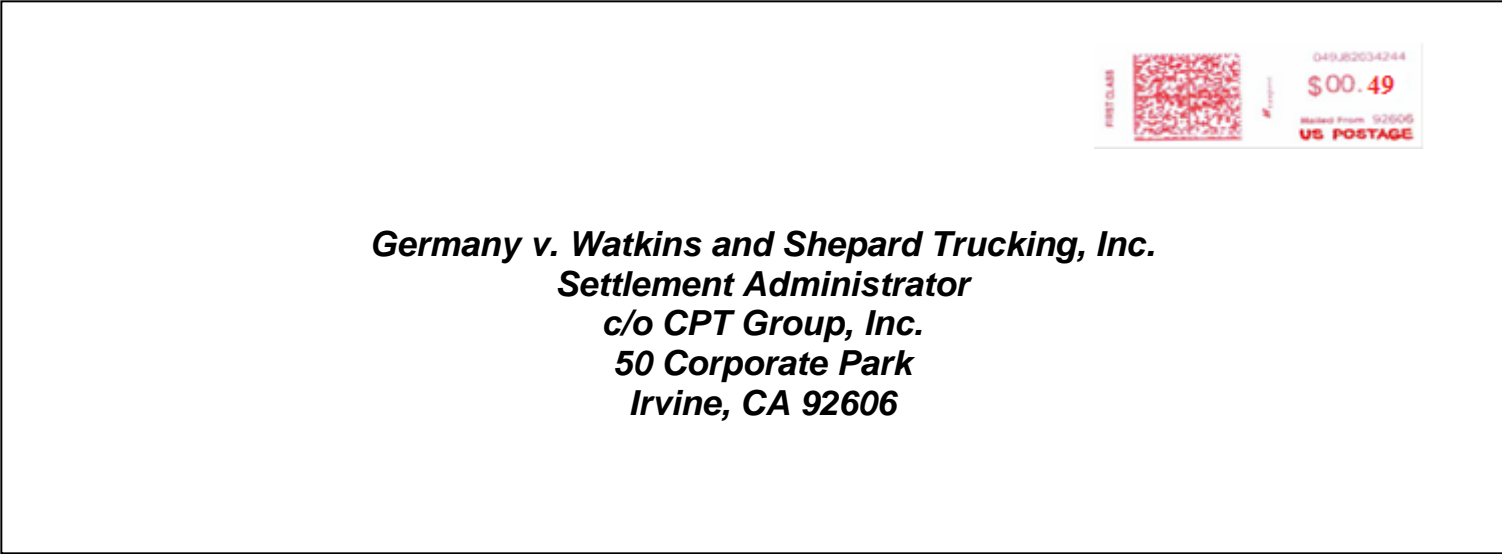 FIRST CLASS
049J82034244
$00.49
Mailed From 92606
US POSTAGE
Germany v. Watkins and Shepard Trucking, Inc.
Settlement Administrator
c/o CPT Group, Inc.
50 Corporate Park
Irvine, CA 92606